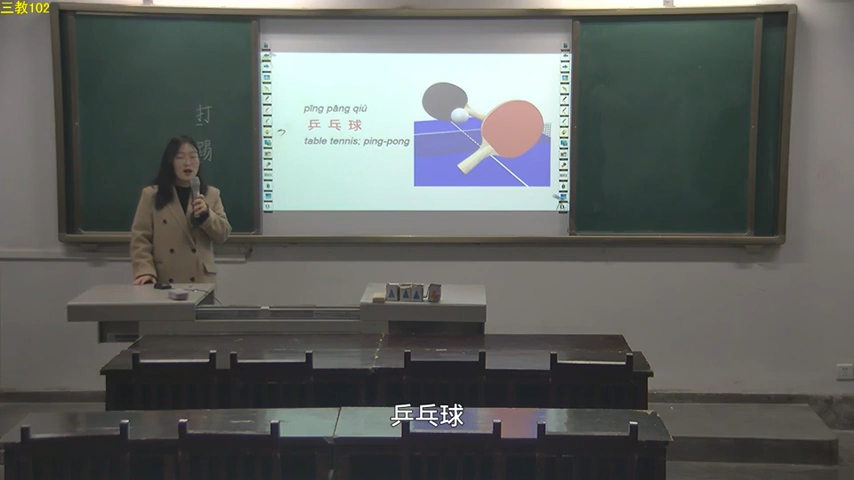 三教102
打
踢
pīng pāng qiú
乒 乓 球
table tennis; ping-pong
乒乓球